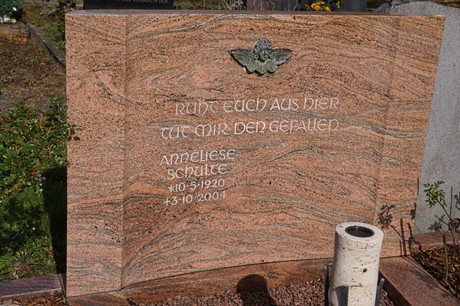 RUHT EUCH AUS HIER
TUT MIR DEN GEFALLEN
ANNELIESE
SCHULTE
*10·5·1920
+3·10·2004